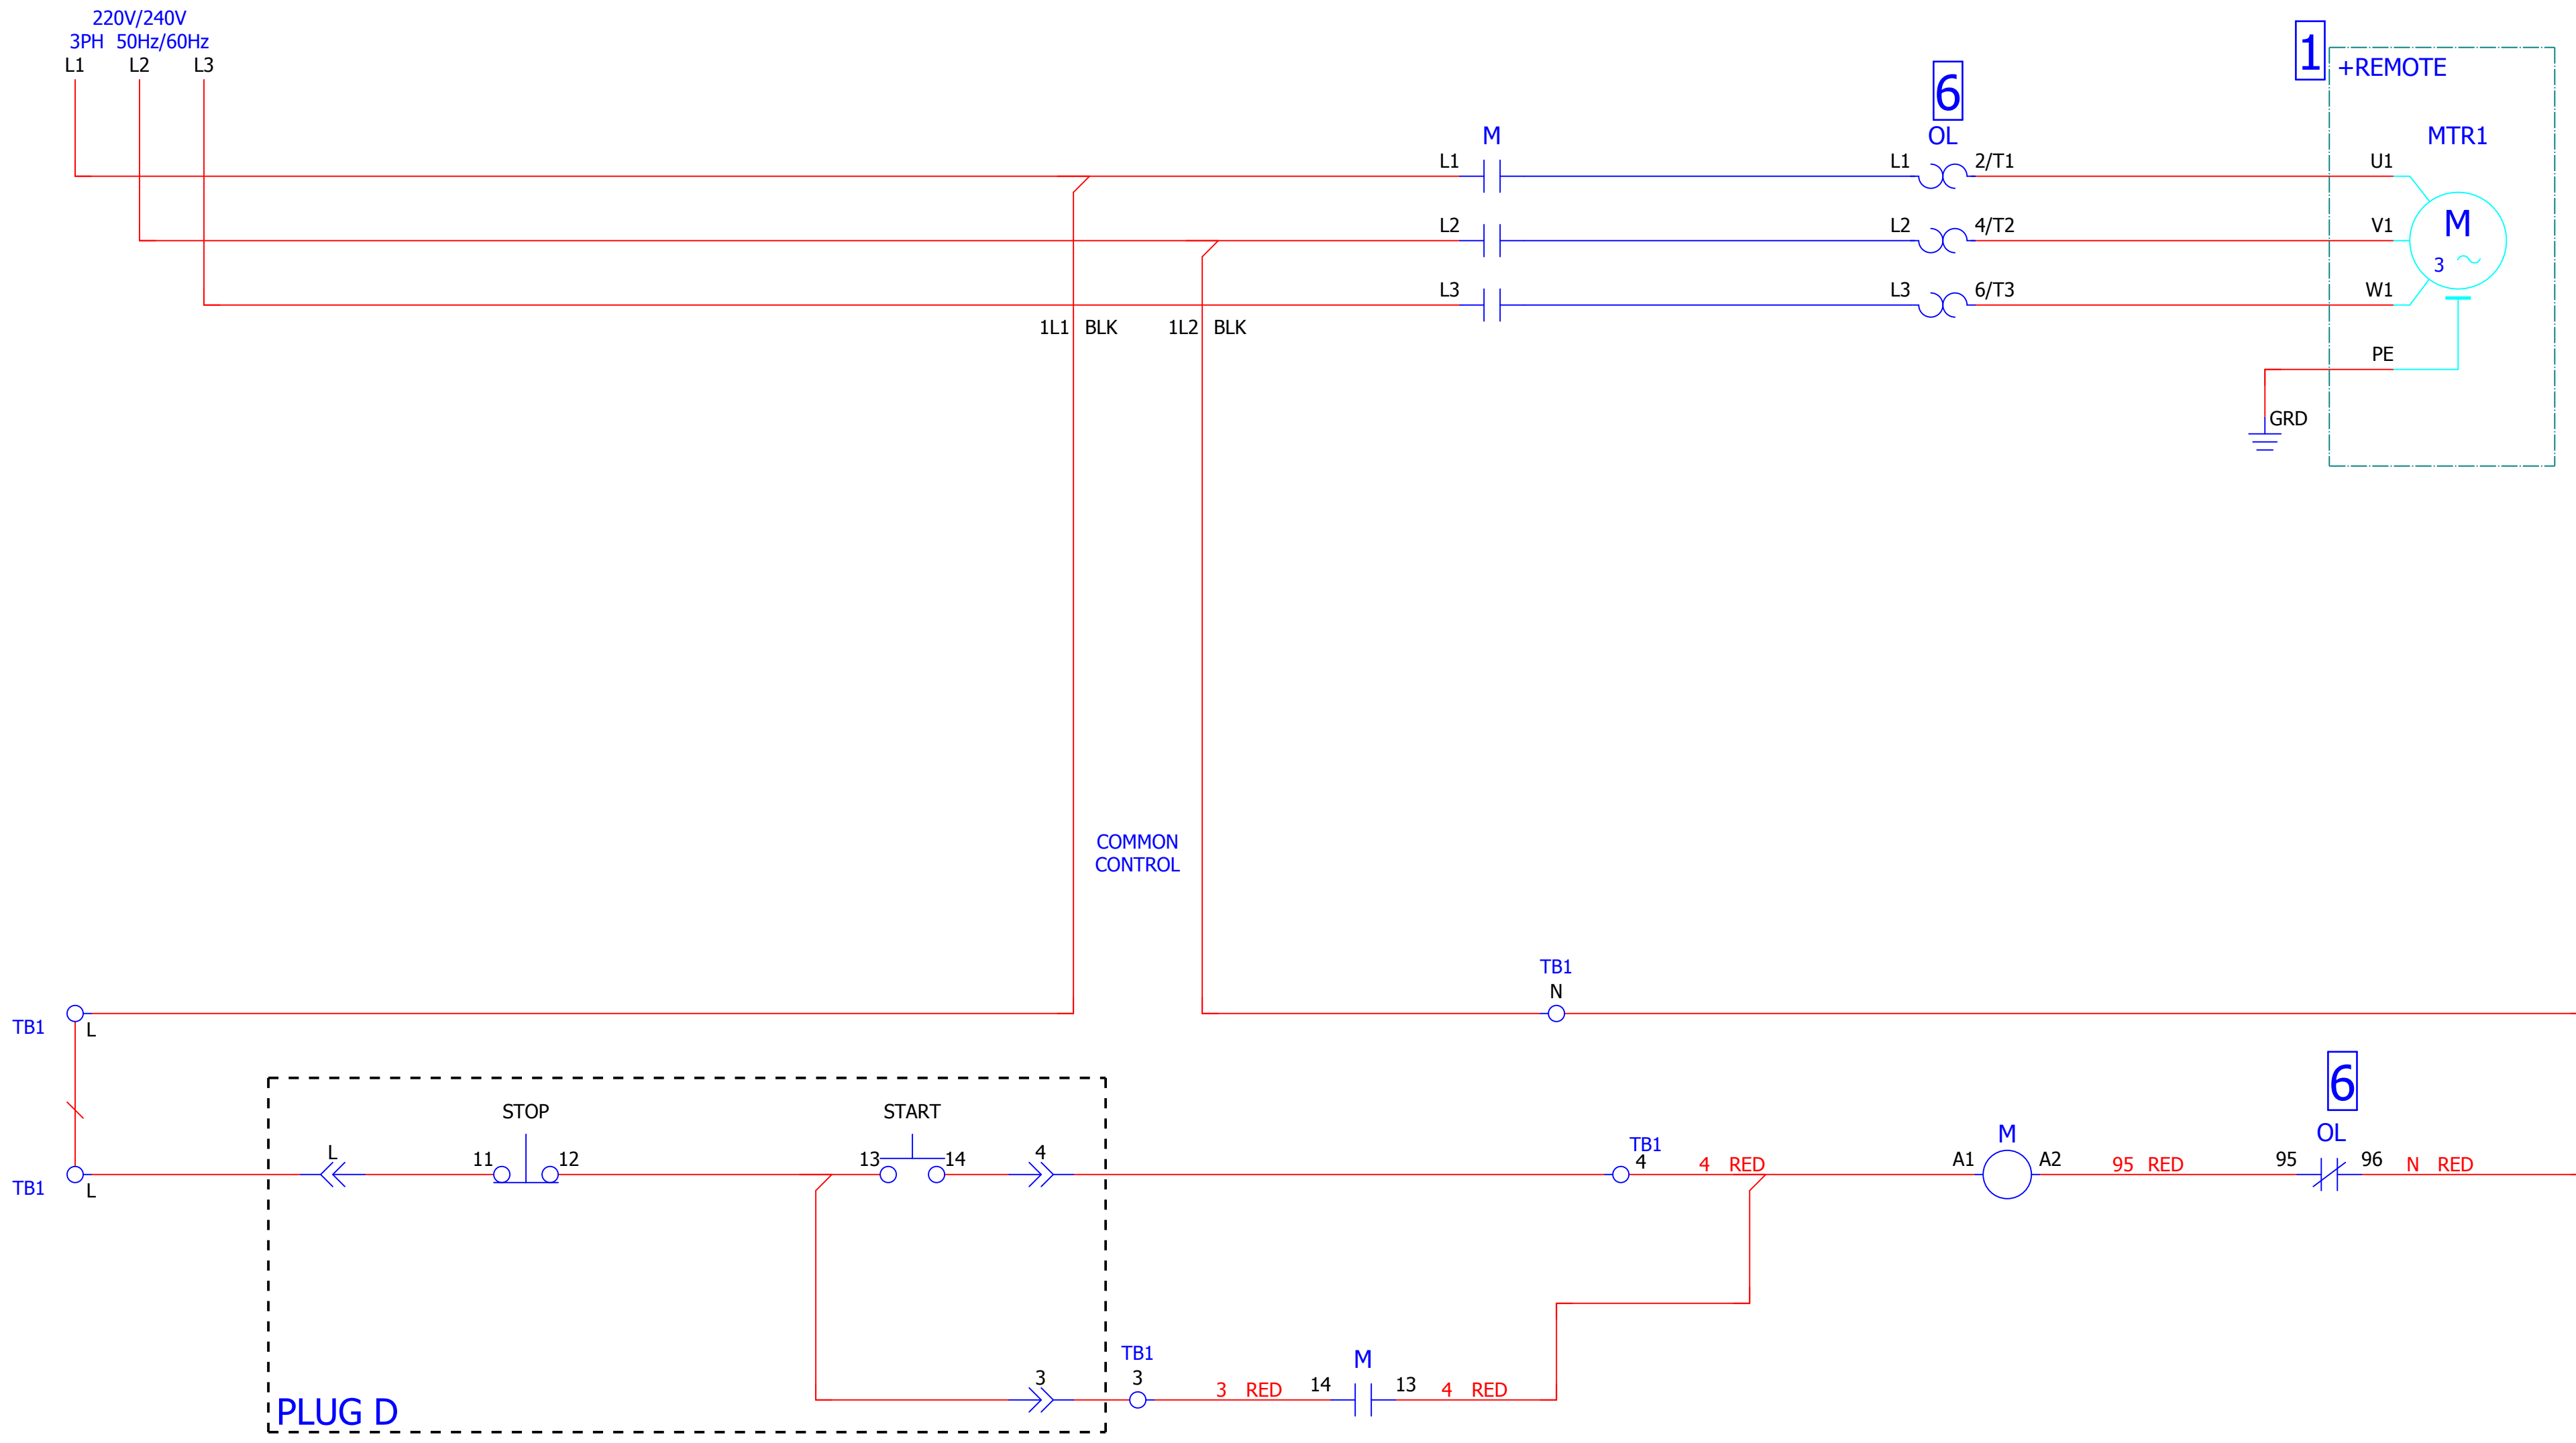 220V/240V
3PH 50Hz/60Hz
L1 L2 L3
1
+REMOTE
6
OL
M
MTR1
L1 L1 2/T1 U1
L2 L2 4/T2 V1
M
3
L3 L3 6/T3 W1
1L1 BLK 1L2 BLK
PE
GRD
COMMON
CONTROL
TB1
N
TB1 L
6
STOP START
TB1
M
OL
L 11 12 13 14 4
4 4 RED A1 A2 95 RED 95 96 N RED
TB1 L
TB1
M
3 3 3 RED 14 13 4 RED
PLUG D